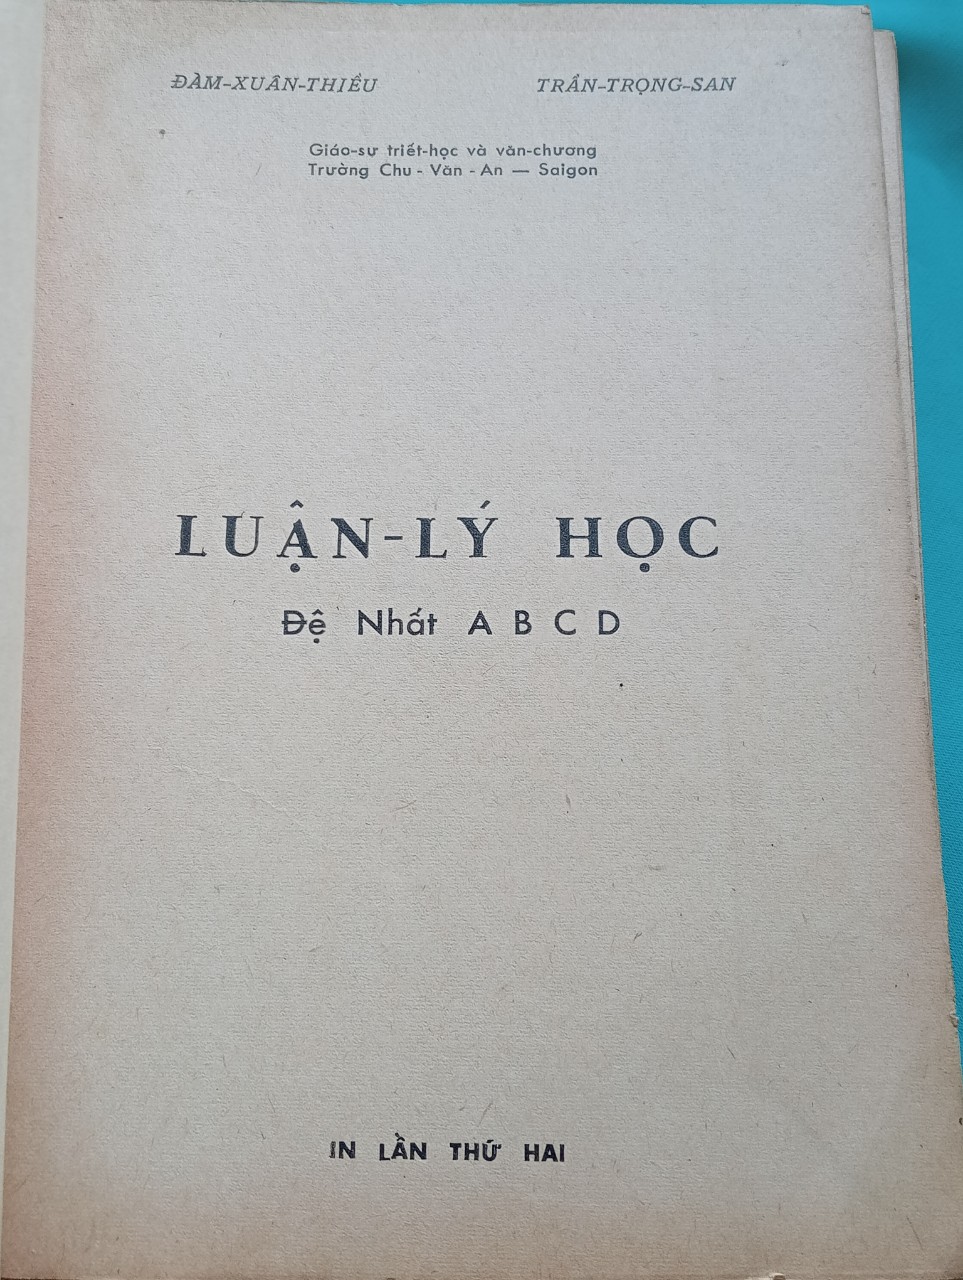 ĐÀM-XUÂN-THIỀU TRẦN-TRỌNG-SAN
Giáo-sư triết-học và văn-chương
Trường Chu - Văn - An — Saigon
LUẬN-LÝ HỌC
Đệ Nhất A B C D
IN LẦN THỨ HAI